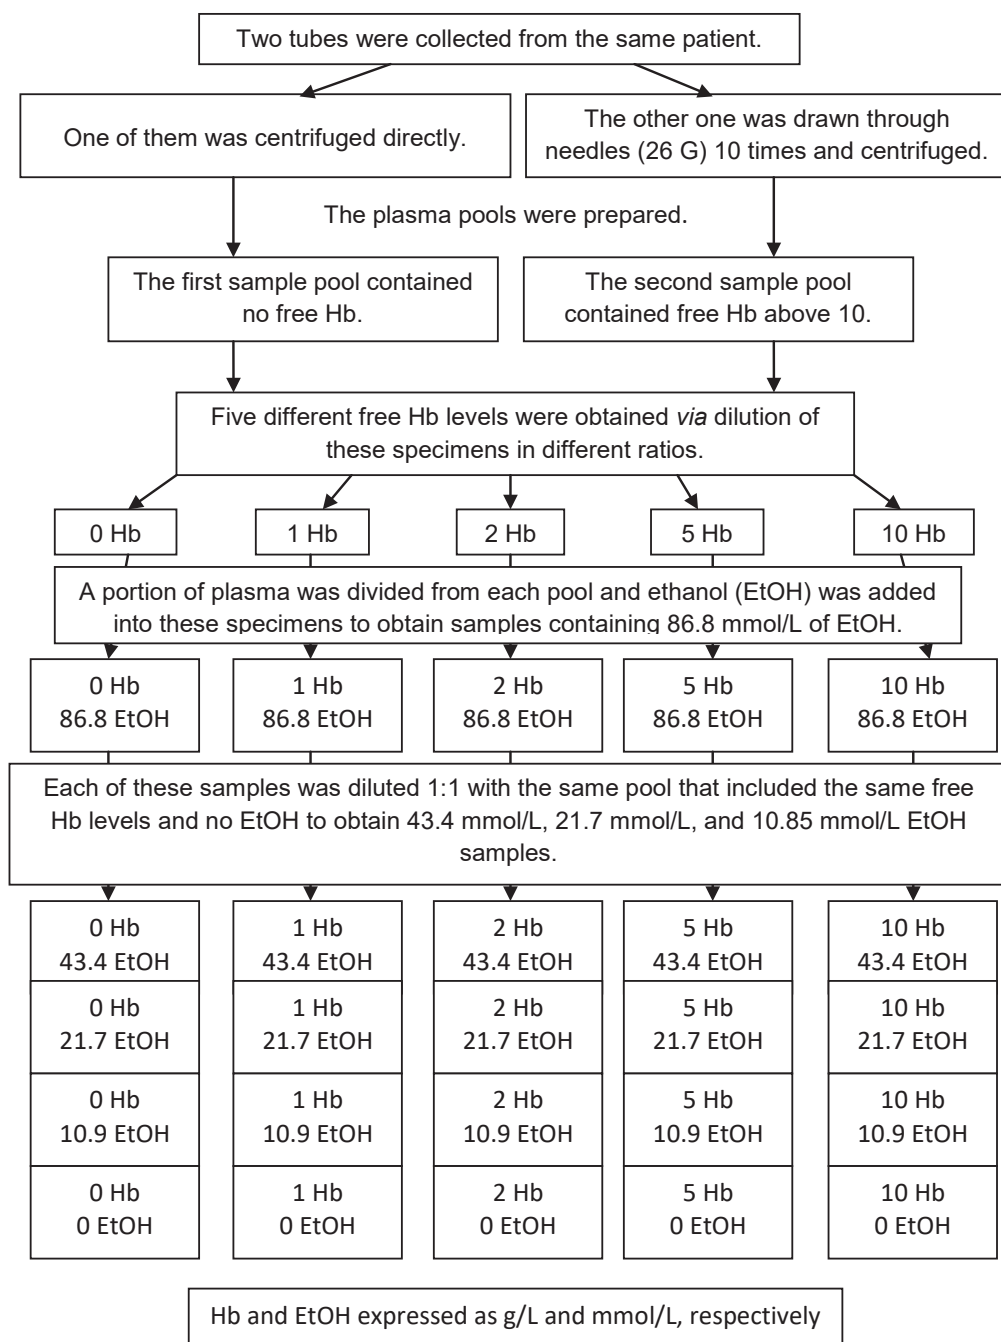 Two tubes were collected from the same patient.
One of them was centrifuged directly.
The other one was drawn through
needles (26 G) 10 times and centrifuged.
The plasma pools were prepared.
The first sample pool contained
no free Hb.
The second sample pool
contained free Hb above 10.
Five different free Hb levels were obtained via dilution of
these specimens in different ratios.
0 Hb
1 Hb
2 Hb
5 Hb
10 Hb
A portion of plasma was divided from each pool and ethanol (EtOH) was added
into these specimens to obtain samples containing 86.8 mmol/L of EtOH.
0 Hb
86.8 EtOH
1 Hb
86.8 EtOH
2 Hb
86.8 EtOH
5 Hb
86.8 EtOH
10 Hb
86.8 EtOH
Each of these samples was diluted 1:1 with the same pool that included the same free
Hb levels and no EtOH to obtain 43.4 mmol/L, 21.7 mmol/L, and 10.85 mmol/L EtOH
samples.
0 Hb
43.4 EtOH
1 Hb
43.4 EtOH
2 Hb
43.4 EtOH
5 Hb
43.4 EtOH
10 Hb
43.4 EtOH
0 Hb
21.7 EtOH
1 Hb
21.7 EtOH
2 Hb
21.7 EtOH
5 Hb
21.7 EtOH
10 Hb
21.7 EtOH
0 Hb
10.9 EtOH
1 Hb
10.9 EtOH
2 Hb
10.9 EtOH
5 Hb
10.9 EtOH
10 Hb
10.9 EtOH
0 Hb
0 EtOH
1 Hb
0 EtOH
2 Hb
0 EtOH
5 Hb
0 EtOH
10 Hb
0 EtOH
Hb and EtOH expressed as g/L and mmol/L, respectively